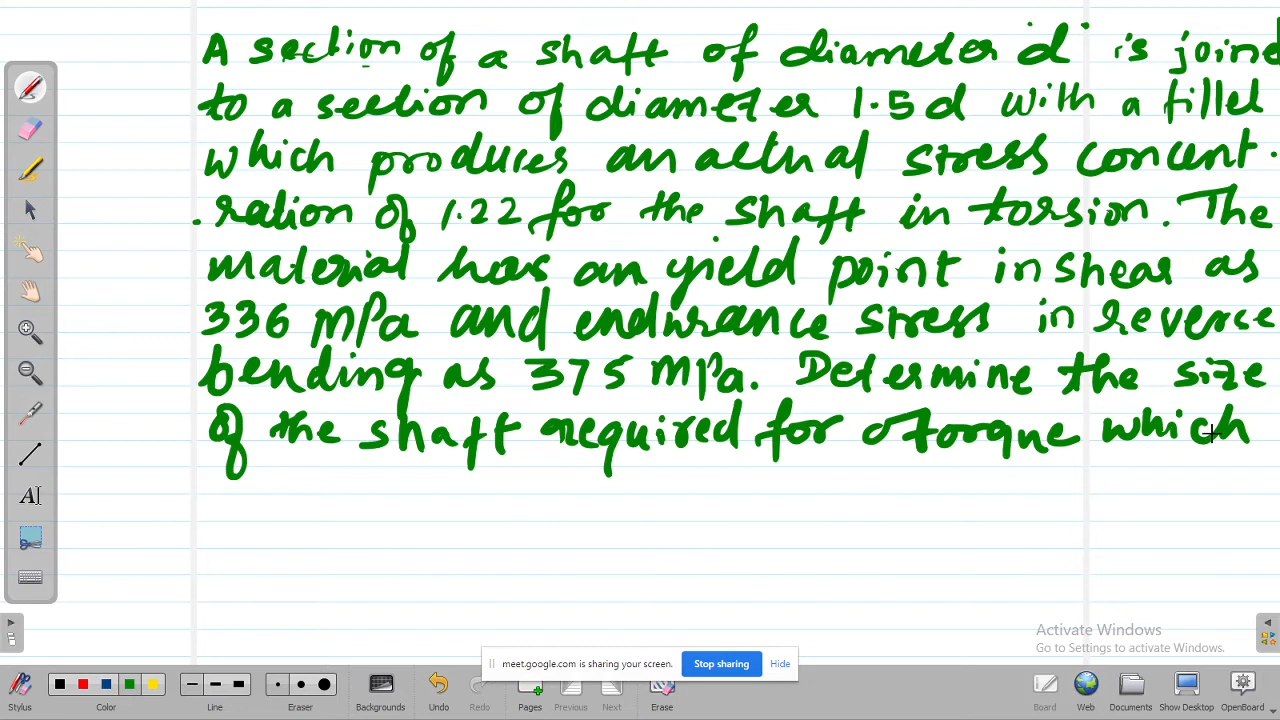 A section of a shaft of diameter 'd' is joined
to a section of diameter 1.5d with a fillet
which produces an actual stress concent.
.ration of 1.22 for the shaft in torsion. The
material has an yield point in shear as
336 MPa and endurance stress in reverse
bending as 375 MPa. Determine the size
of the shaft required for a torque which
Activate Windows
Go to Settings to activate Windows.
meet.google.com is sharing your screen. Stop sharing Hide
Stylus Color Line Eraser Backgrounds Undo Redo Pages Previous Next Erase Board Web Documents Show Desktop OpenBoard